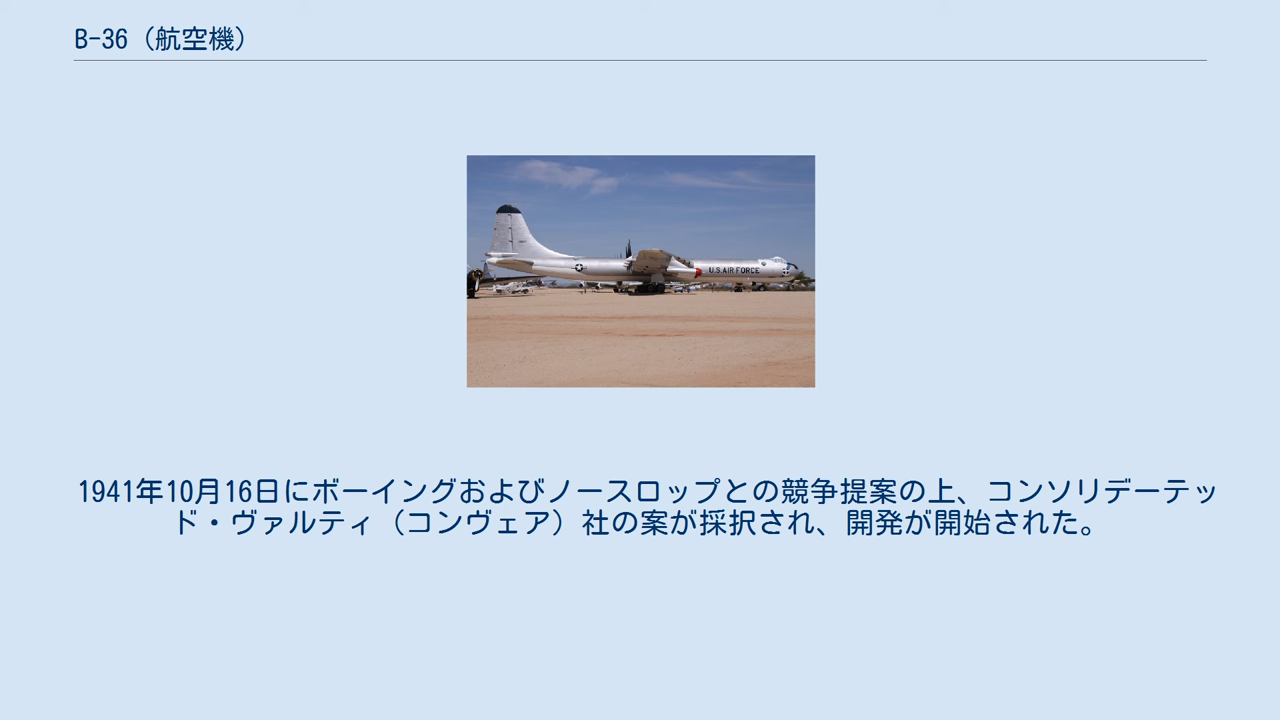 B-36（航空機）
U.S.AIR FORCE
1941年10月16日にボーイングおよびノースロップとの競争提案の上、コンソリデーテッ
ド・ヴァルティ（コンヴェア）社の案が採択され、開発が開始された。